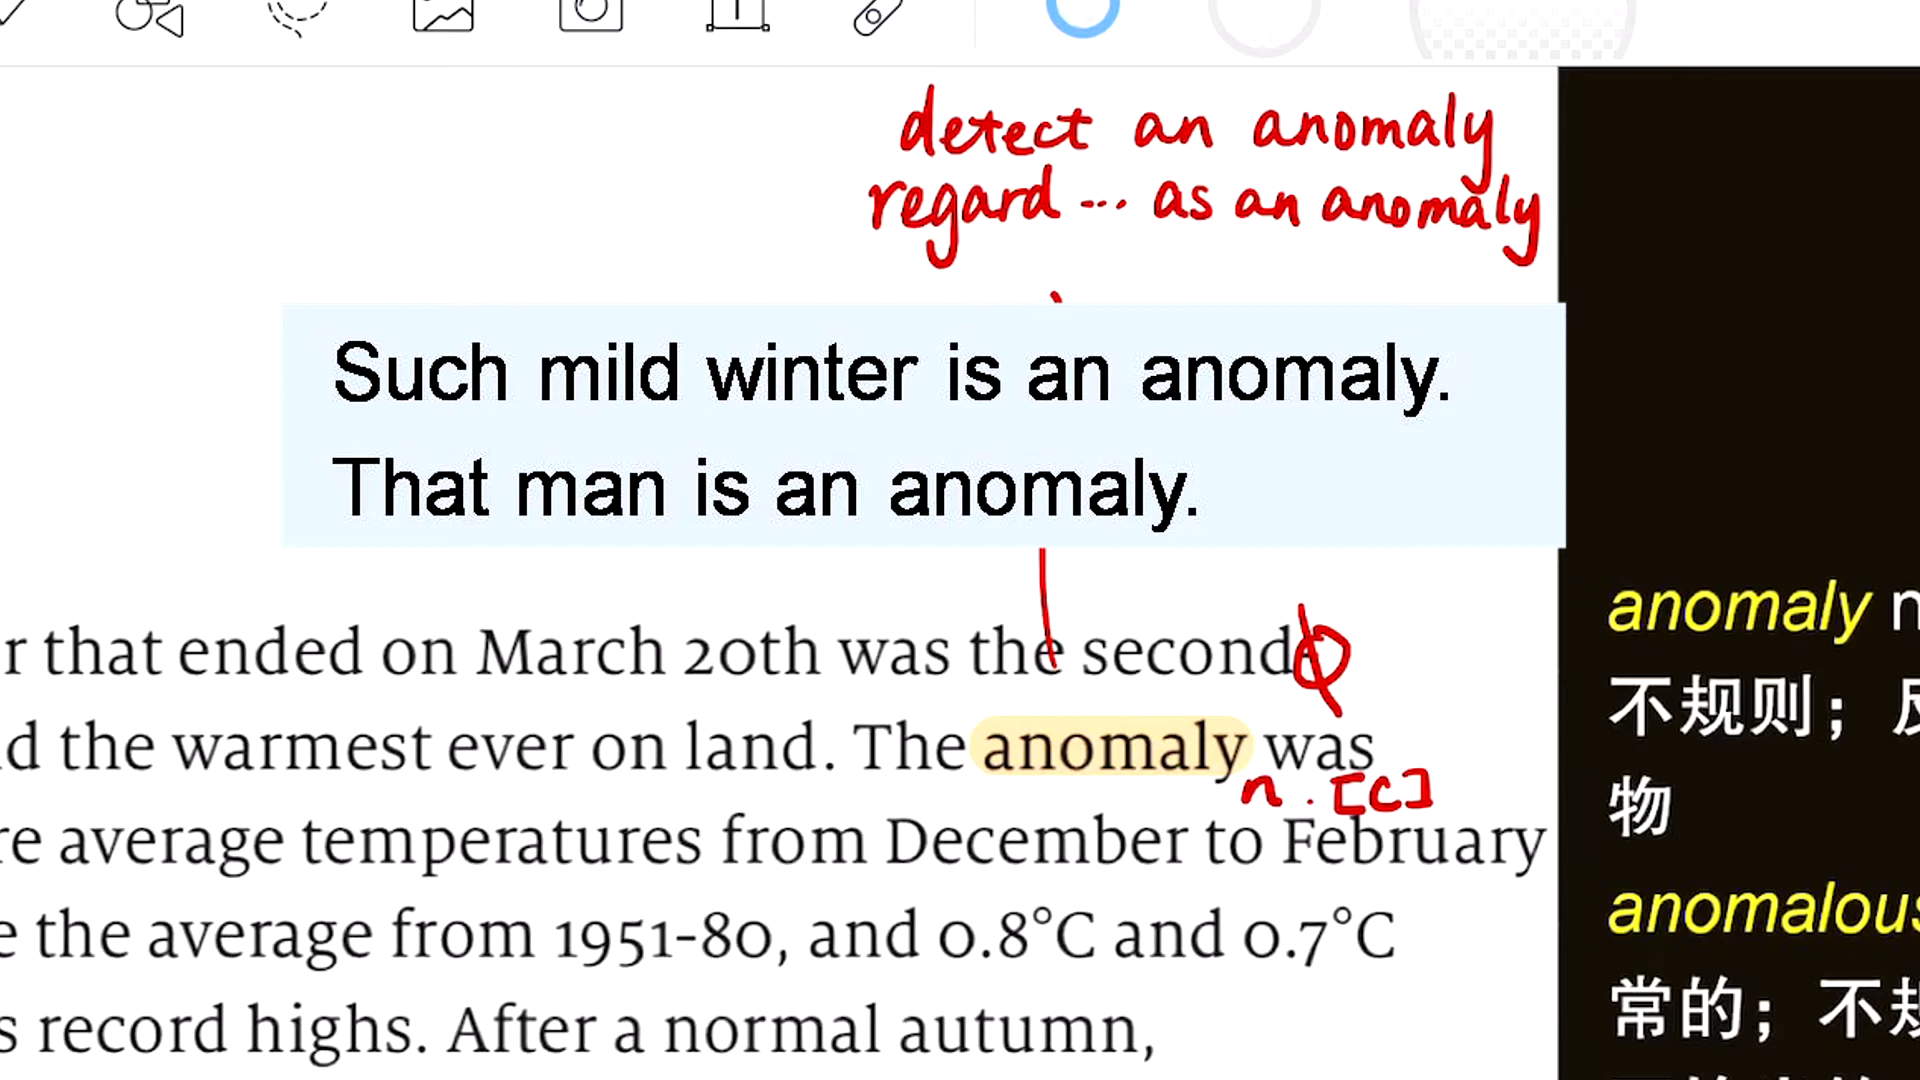 detect an anomaly
regard ... as an anomaly
Such mild winter is an anomaly.
That man is an anomaly.
r that ended on March 20th was the second-
d the warmest ever on land. The anomaly was
n. [C]
re average temperatures from December to February
e the average from 1951-80, and 0.8°C and 0.7°C
s record highs. After a normal autumn,
anomaly n
不规则；反
物
anomalous
常的；不规